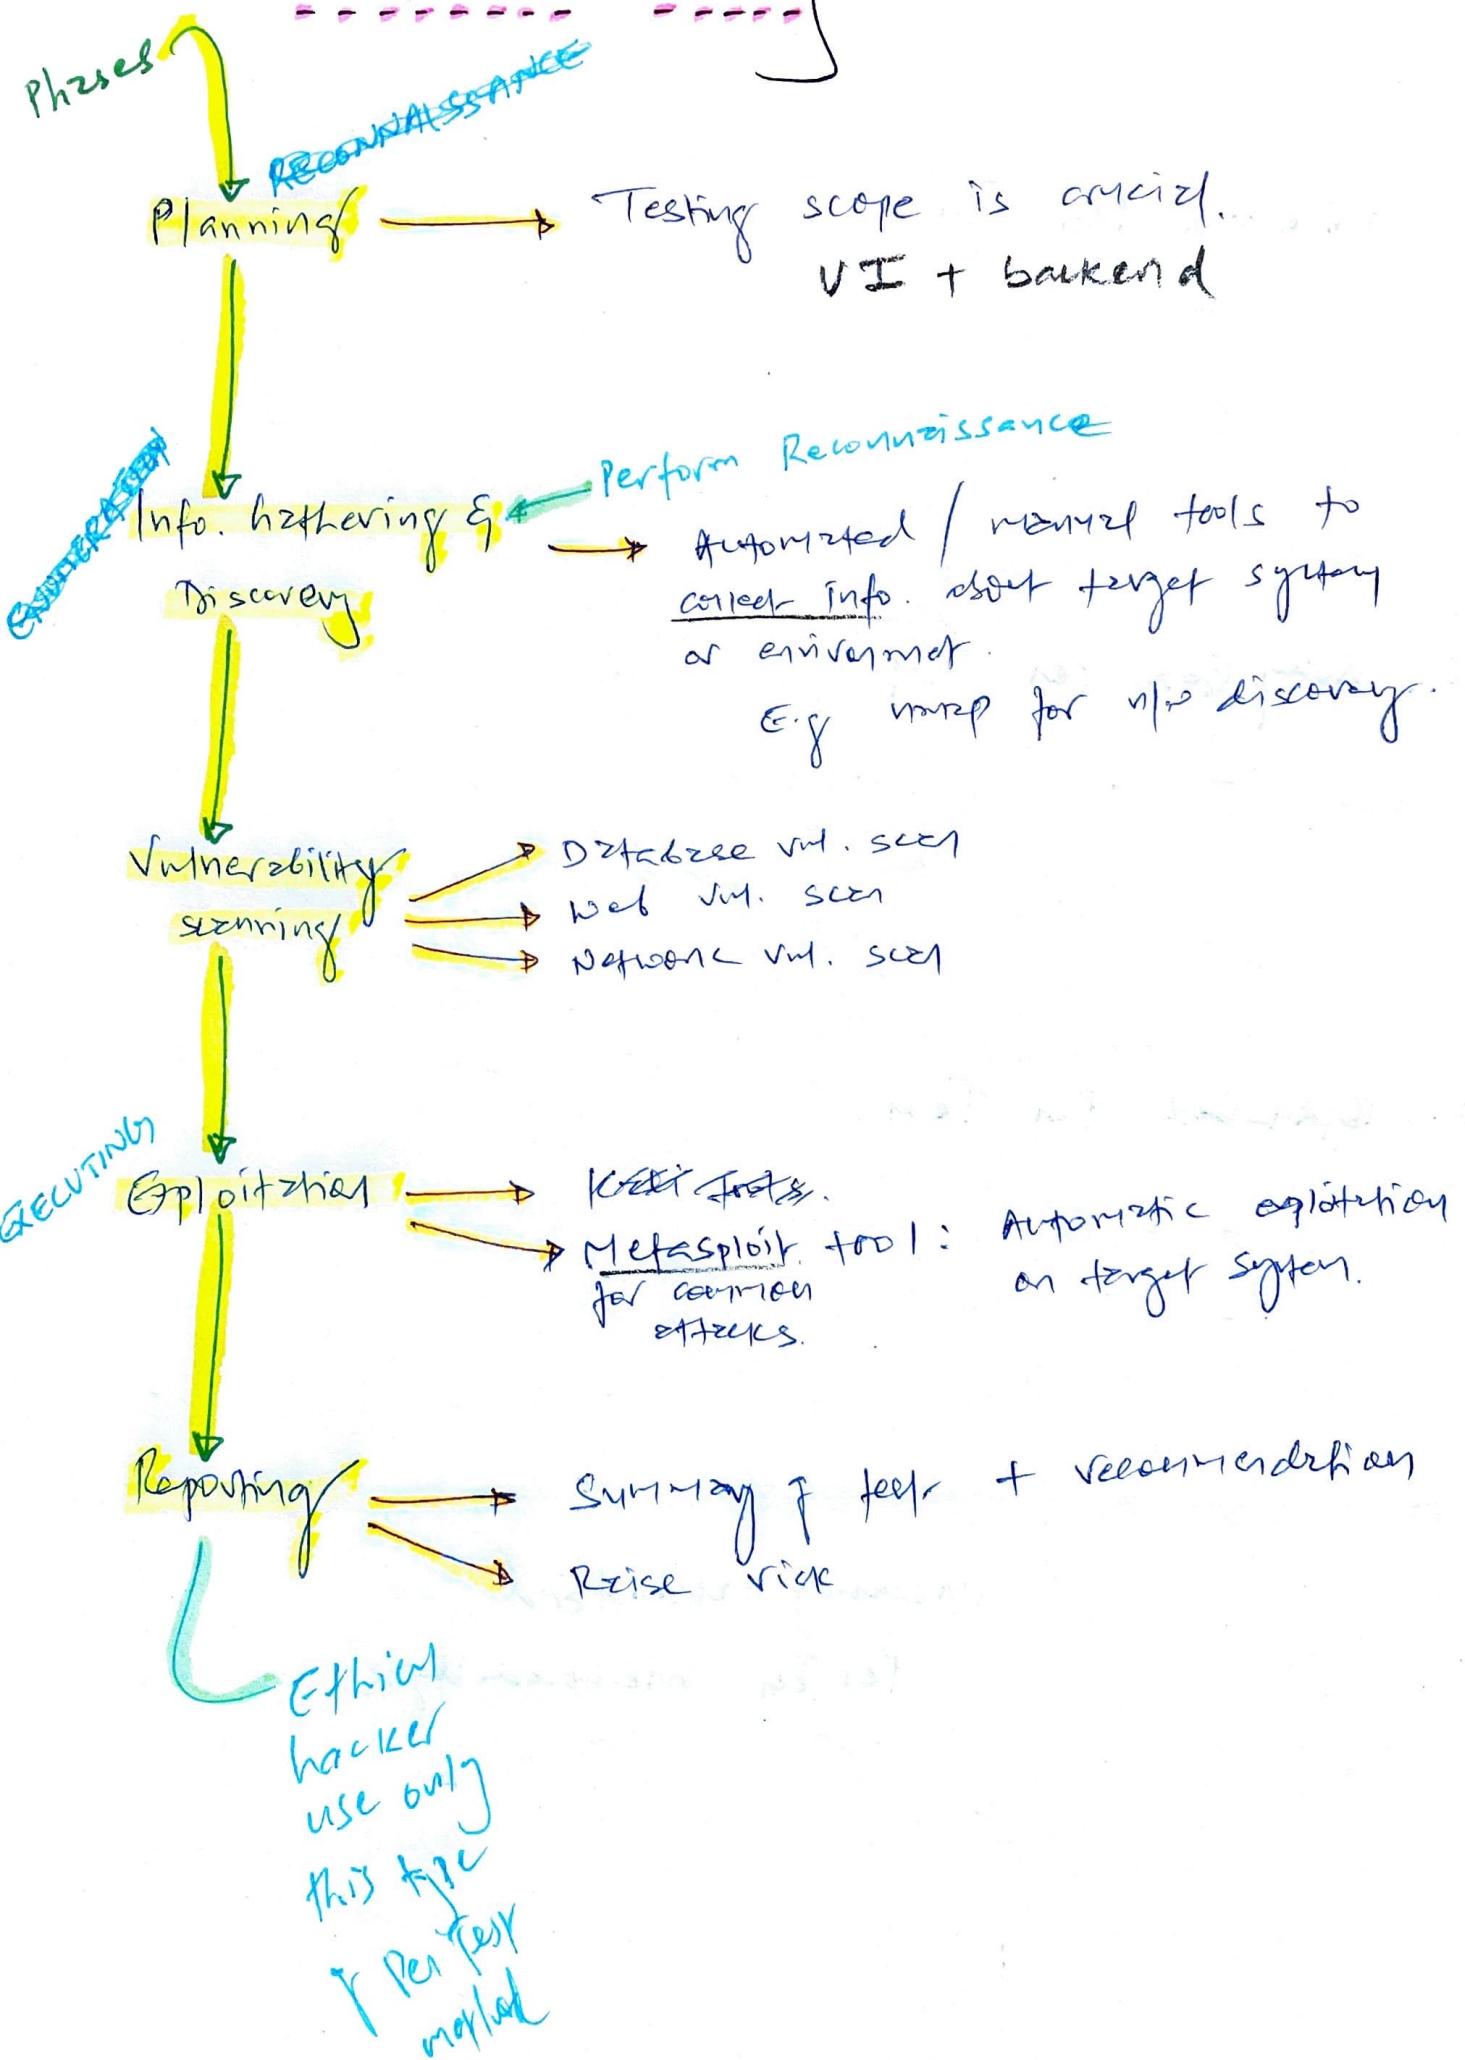 Phases
RECONNAISSANCE
Planning
Testing scope is crucial.
UI + backend
ENUMERATION
Perform Reconnaissance
Info. Gathering &
Discovery
Automated / manual tools to
collect info. about target system
or environmet.
E.g nmap for n/w discovery.
Vulnerability
scanning
Database vul. scan
Web vul. scan
Network vul. scan
EXECUTING
Exploitation
Metasploit tool: Automatic exploitation
on target system.
for common
attacks.
Reporting
Summary of test + recommendation
Raise risk
Ethical
hacker
use only
this type
of Pen Test
method